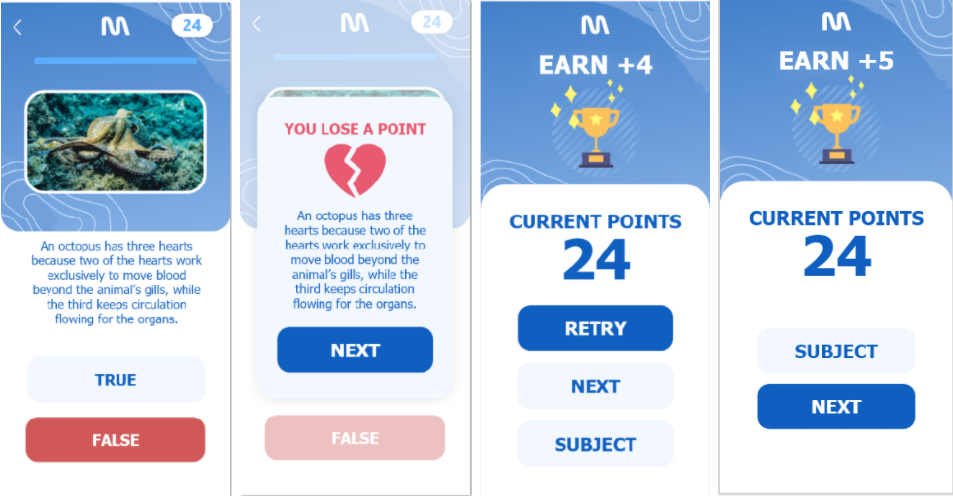 24
An octopus has three hearts
because two of the hearts work
exclusively to move blood
beyond the animal's gills, while
the third keeps circulation
flowing for the organs.
TRUE
FALSE
24
YOU LOSE A POINT
An octopus has three
hearts because two of the
hearts work exclusively to
move blood beyond the
animal's gills, while the
third keeps circulation
flowing for the organs.
NEXT
FALSE
EARN +4
CURRENT POINTS
24
RETRY
NEXT
SUBJECT
EARN +5
CURRENT POINTS
24
SUBJECT
NEXT